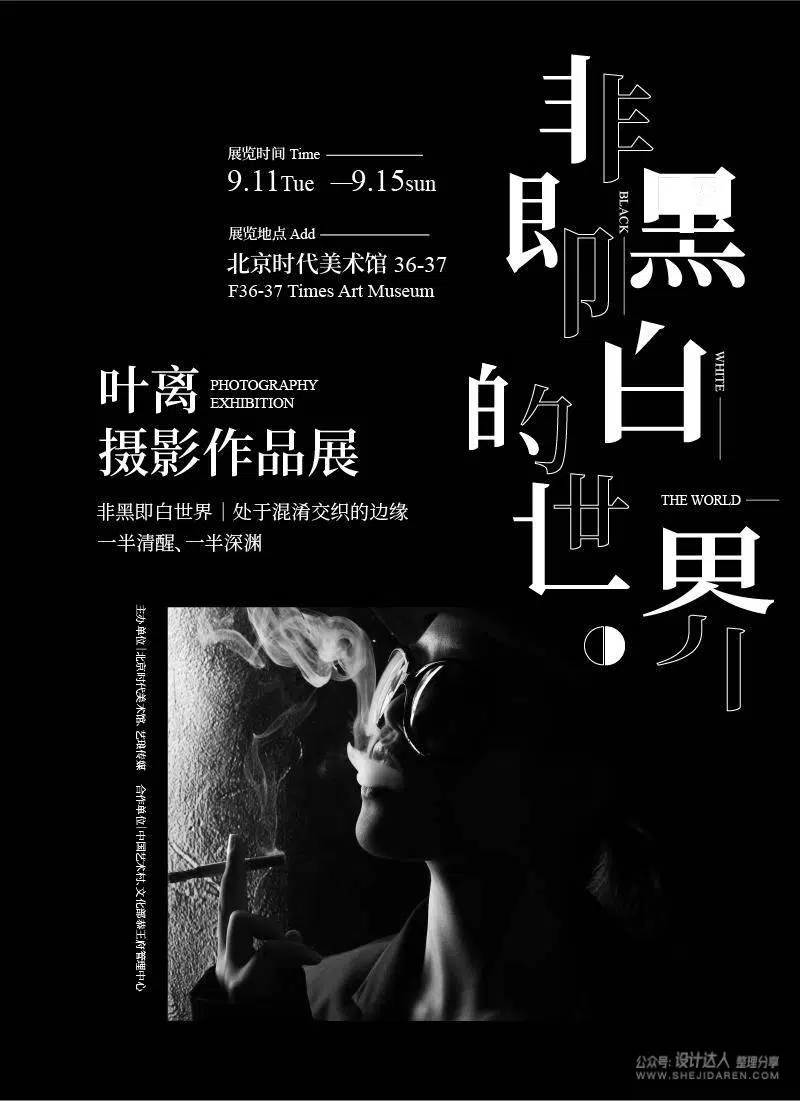 非黑即白的世界
BLACK
WHITE
THE WORLD
展览时间 Time
9.11Tue —9.15sun
展览地点 Add
北京时代美术馆 36-37
F36-37 Times Art Museum
叶离 PHOTOGRAPHY
EXHIBITION
摄影作品展
非黑即白世界｜处于混淆交织的边缘
一半清醒、一半深渊
主办单位|北京时代美术馆、艺琅传媒 合作单位|中国艺术村、文化部恭王府管理中心
公众号: 设计达人 整理分享
WWW.SHEJIDAREN.COM